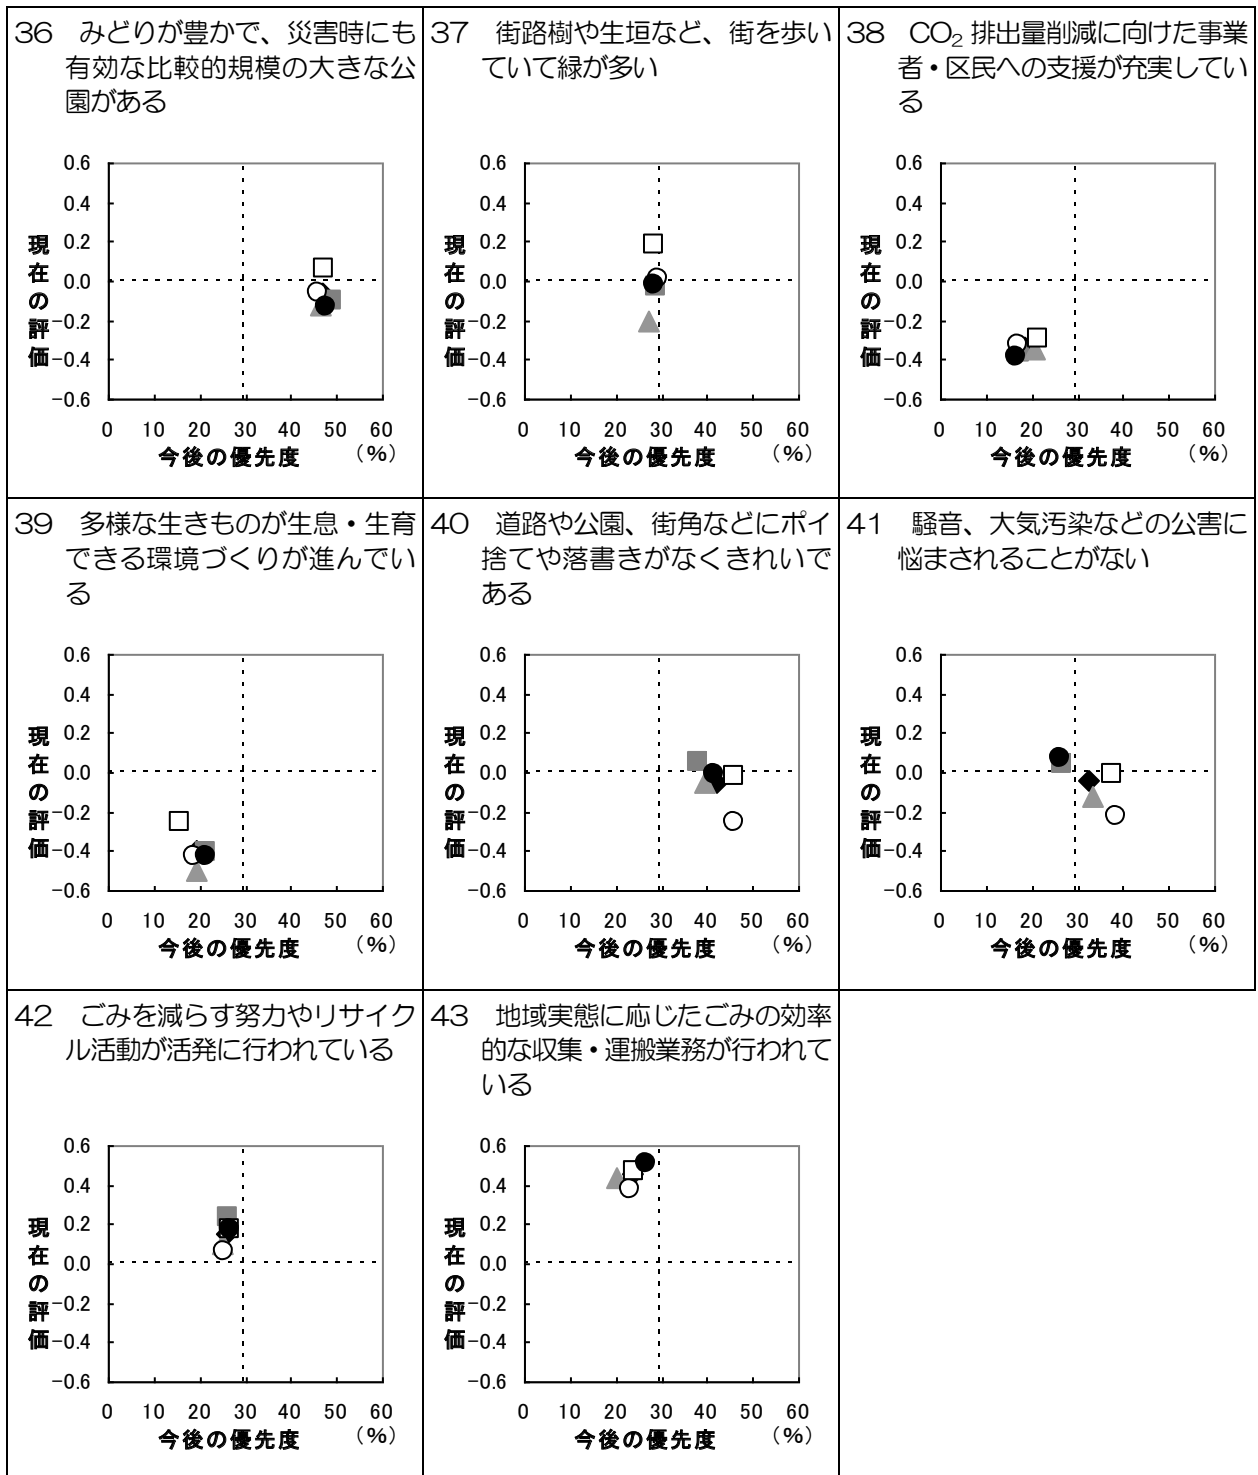 36 みどりが豊かで、災害時にも
有効な比較的規模の大きな公
園がある
0.6
0.4
0.2
0.0
-0.2
-0.4
-0.6
現在の評価
0 10 20 30 40 50 60
今後の優先度 (%)
37 街路樹や生垣など、街を歩い
ていて緑が多い
0.6
0.4
0.2
0.0
-0.2
-0.4
-0.6
現在の評価
0 10 20 30 40 50 60
今後の優先度 (%)
38 CO₂ 排出量削減に向けた事業
者・区民への支援が充実してい
る
0.6
0.4
0.2
0.0
-0.2
-0.4
-0.6
現在の評価
0 10 20 30 40 50 60
今後の優先度 (%)
39 多様な生きものが生息・生育
できる環境づくりが進んでい
る
0.6
0.4
0.2
0.0
-0.2
-0.4
-0.6
現在の評価
0 10 20 30 40 50 60
今後の優先度 (%)
40 道路や公園、街角などにポイ
捨てや落書きがなくきれいで
ある
0.6
0.4
0.2
0.0
-0.2
-0.4
-0.6
現在の評価
0 10 20 30 40 50 60
今後の優先度 (%)
41 騒音、大気汚染などの公害に
悩まされることがない
0.6
0.4
0.2
0.0
-0.2
-0.4
-0.6
現在の評価
0 10 20 30 40 50 60
今後の優先度 (%)
42 ごみを減らす努力やリサイク
ル活動が活発に行われている
0.6
0.4
0.2
0.0
-0.2
-0.4
-0.6
現在の評価
0 10 20 30 40 50 60
今後の優先度 (%)
43 地域実態に応じたごみの効率
的な収集・運搬業務が行われて
いる
0.6
0.4
0.2
0.0
-0.2
-0.4
-0.6
現在の評価
0 10 20 30 40 50 60
今後の優先度 (%)